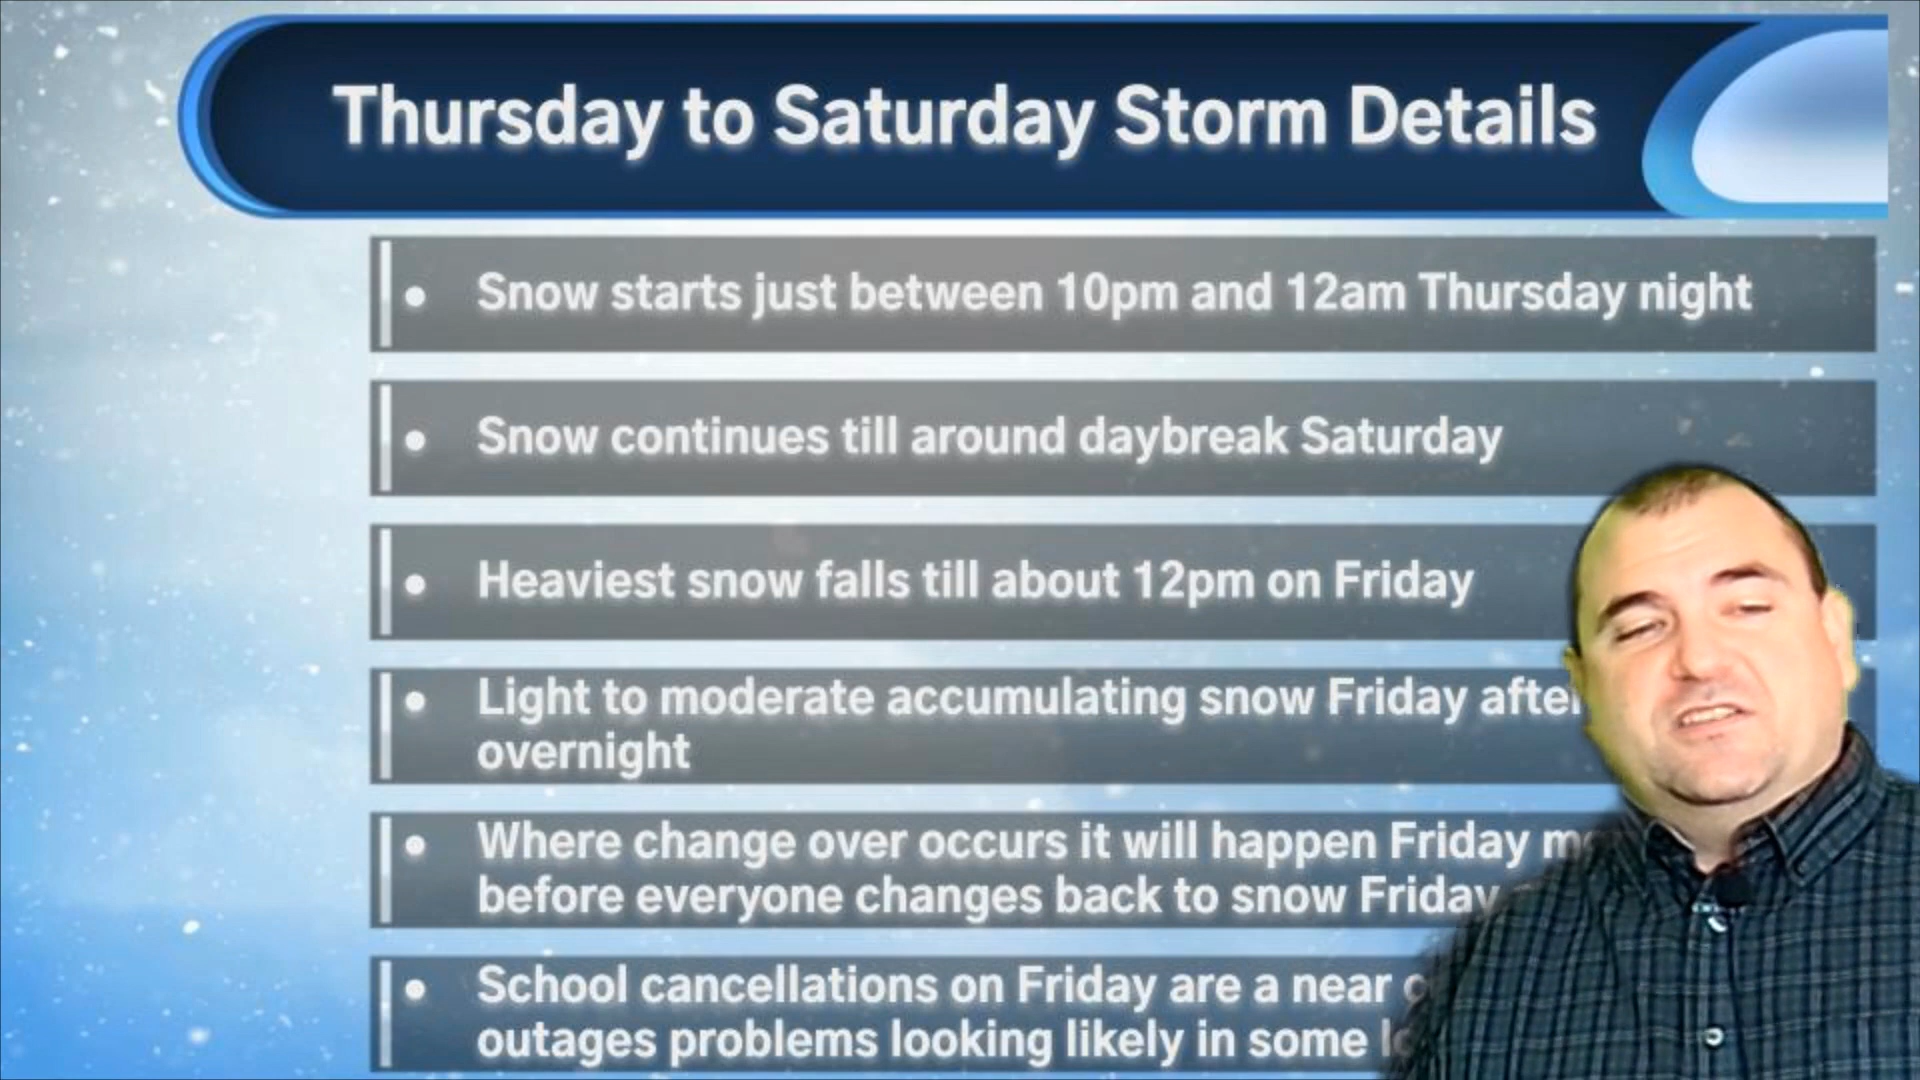 Thursday to Saturday Storm Details
• Snow starts just between 10pm and 12am Thursday night
• Snow continues till around daybreak Saturday
• Heaviest snow falls till about 12pm on Friday
• Light to moderate accumulating snow Friday
overnight
• Where change over occurs it will happen Friday
before everyone changes back to snow Friday
• School cancellations on Friday are a near
outages problems looking likely in some